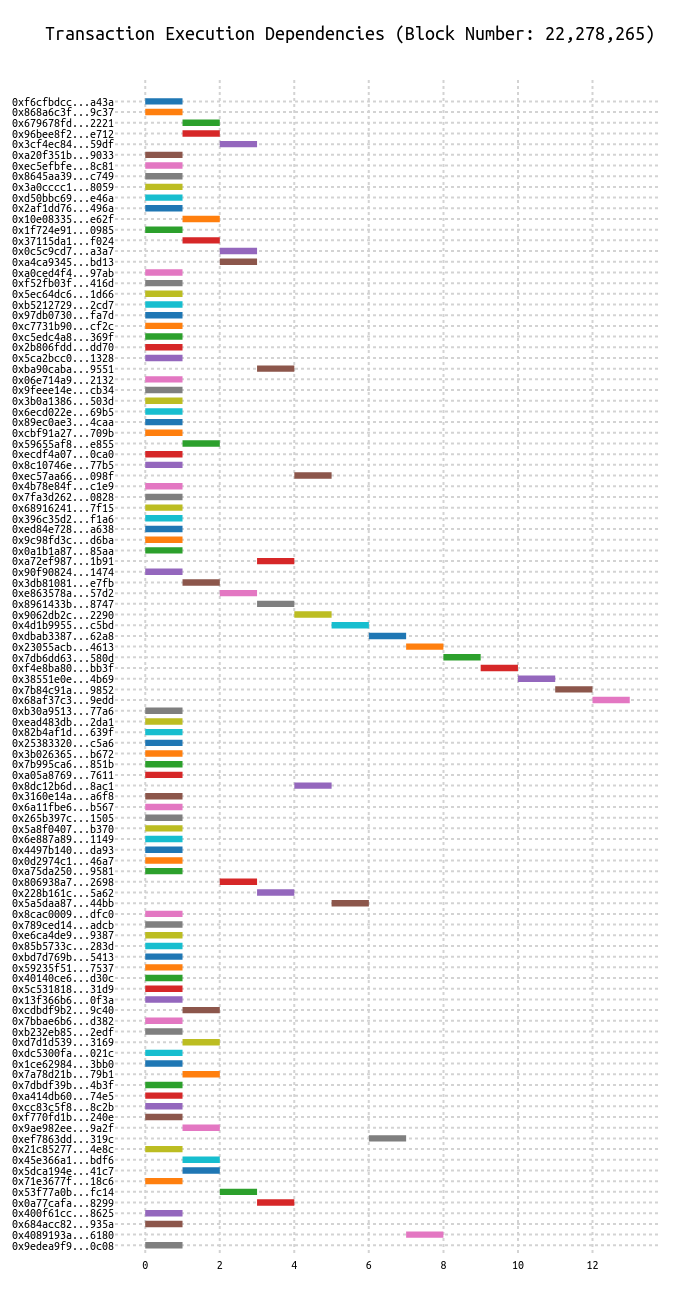 Transaction Execution Dependencies (Block Number: 22,278,265)
0xf6cfbdcc...a43a
0x868a6c3f...9c37
0x679678fd...2221
0x96bee8f2...e712
0x3cf4ec84...59df
0xa20f351b...9033
0xec5efbfe...8c81
0x8645aa39...c749
0x3a0cccc1...8059
0xd50bbc69...e46a
0x2af1dd76...496a
0x10e08335...e62f
0x1f724e91...0985
0x37115da1...f024
0x0c5c9cd7...a3a7
0xa4ca9345...bd13
0xa0ced4f4...97ab
0xf52fb03f...416d
0x5ec64dc6...1d66
0xb5212729...2cd7
0x97db0730...fa7d
0xc7731b90...cf2c
0xc5edc4a8...369f
0x2b806fdd...dd70
0x5ca2bcc0...1328
0xba90caba...9551
0x06e714a9...2132
0x9feee14e...cb34
0x3b0a1386...503d
0x6ecd022e...69b5
0x89ec0ae3...4caa
0xcbf91a27...709b
0x59655af8...e855
0xecdf4a07...0ca0
0x8c10746e...77b5
0xec57aa66...098f
0x4b78e84f...c1e9
0x7fa3d262...0828
0x68916241...7f15
0x396c35d2...f1a6
0xed84e728...a638
0x9c98fd3c...d6ba
0x0a1b1a87...85aa
0xa72ef987...1b91
0x90f90824...1474
0x3db81081...e7fb
0xe863578a...57d2
0x8961433b...8747
0x9062db2c...2290
0x4d1b9955...c5bd
0xdbab3387...62a8
0x23055acb...4613
0x7db6dd63...580d
0xf4e8ba80...bb3f
0x38551e0e...4b69
0x7b84c91a...9852
0x68af37c3...9edd
0xb30a9513...77a6
0xead483db...2da1
0x82b4af1d...639f
0x25383320...c5a6
0x3b026365...b672
0x7b995ca6...851b
0xa05a8769...7611
0x8dc12b6d...8ac1
0x3160e14a...a6f8
0x6a11fbe6...b567
0x265b397c...1505
0x5a8f0407...b370
0x6e887a89...1149
0x4497b140...da93
0x0d2974c1...46a7
0xa75da250...9581
0x806938a7...2698
0x228b161c...5a62
0x5a5daa87...44bb
0x8cac0009...dfc0
0x789ced14...adcb
0xe6ca4de9...9387
0x85b5733c...283d
0xbd7d769b...5413
0x59235f51...7537
0x40140ce6...d30c
0x5c531818...31d9
0x13f366b6...0f3a
0xcdbdf9b2...9c40
0x7bbae6b6...d382
0xb232eb85...2edf
0xd7d1d539...3169
0xdc5300fa...021c
0x1ce62984...3bb0
0x7a78d21b...79b1
0x7dbdf39b...4b3f
0xa414db60...74e5
0xcc83c5f8...8c2b
0xf770fd1b...240e
0x9ae982ee...9a2f
0xef7863dd...319c
0x21c85277...4e8c
0x45e366a1...bdf6
0x5dca194e...41c7
0x71e3677f...18c6
0x53f77a0b...fc14
0x0a77cafa...8299
0x400f61cc...8625
0x684acc82...935a
0x4089193a...6180
0x9edea9f9...0c08
0 2 4 6 8 10 12